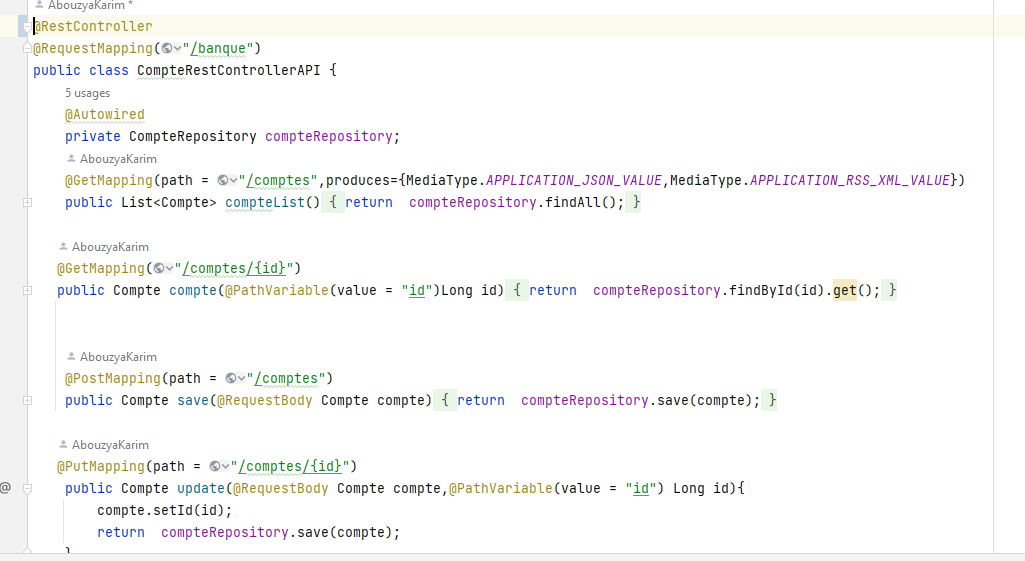 AbouzyaKarim *
@RestController
@RequestMapping("/banque")
public class CompteRestControllerAPI {
5 usages
@Autowired
private CompteRepository compteRepository;
AbouzyaKarim
@GetMapping(path = "/comptes",produces={MediaType.APPLICATION_JSON_VALUE,MediaType.APPLICATION_RSS_XML_VALUE})
public List<Compte> compteList() { return compteRepository.findAll(); }
AbouzyaKarim
@GetMapping("/comptes/{id}")
public Compte compte(@PathVariable(value = "id")Long id) { return compteRepository.findById(id).get(); }
AbouzyaKarim
@PostMapping(path = "/comptes")
public Compte save(@RequestBody Compte compte) { return compteRepository.save(compte); }
AbouzyaKarim
@PutMapping(path = "/comptes/{id}")
@ public Compte update(@RequestBody Compte compte,@PathVariable(value = "id") Long id){
compte.setId(id);
return compteRepository.save(compte);
}